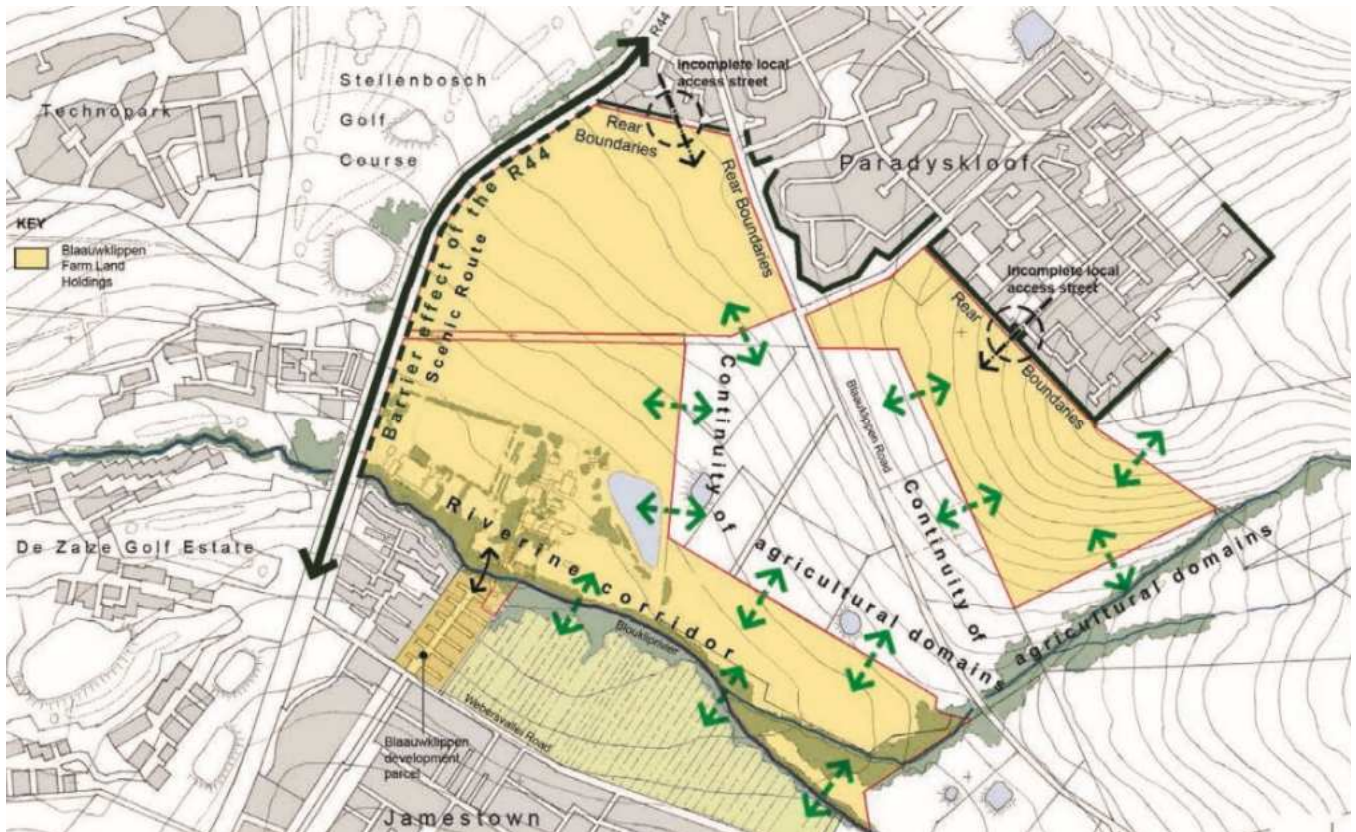 R44
Incomplete local
access street
Stellenbosch
Golf
Course
Technopark
Rear
Boundaries
Rear Boundaries
Paradyskloof
KEY
Blaauwklippen
Farm Land
Holdings
Barrier effect of the R44
Scenic Route
Incomplete local
access street
Rear Boundaries
Continuity of agricultural domains
Blaauklippen Road
Continuity of agricultural domains
De Zalze Golf Estate
Riverine corridor
Bloukliprivier
Webersvallei Road
Blaauwklippen
development
parcel
Jamestown